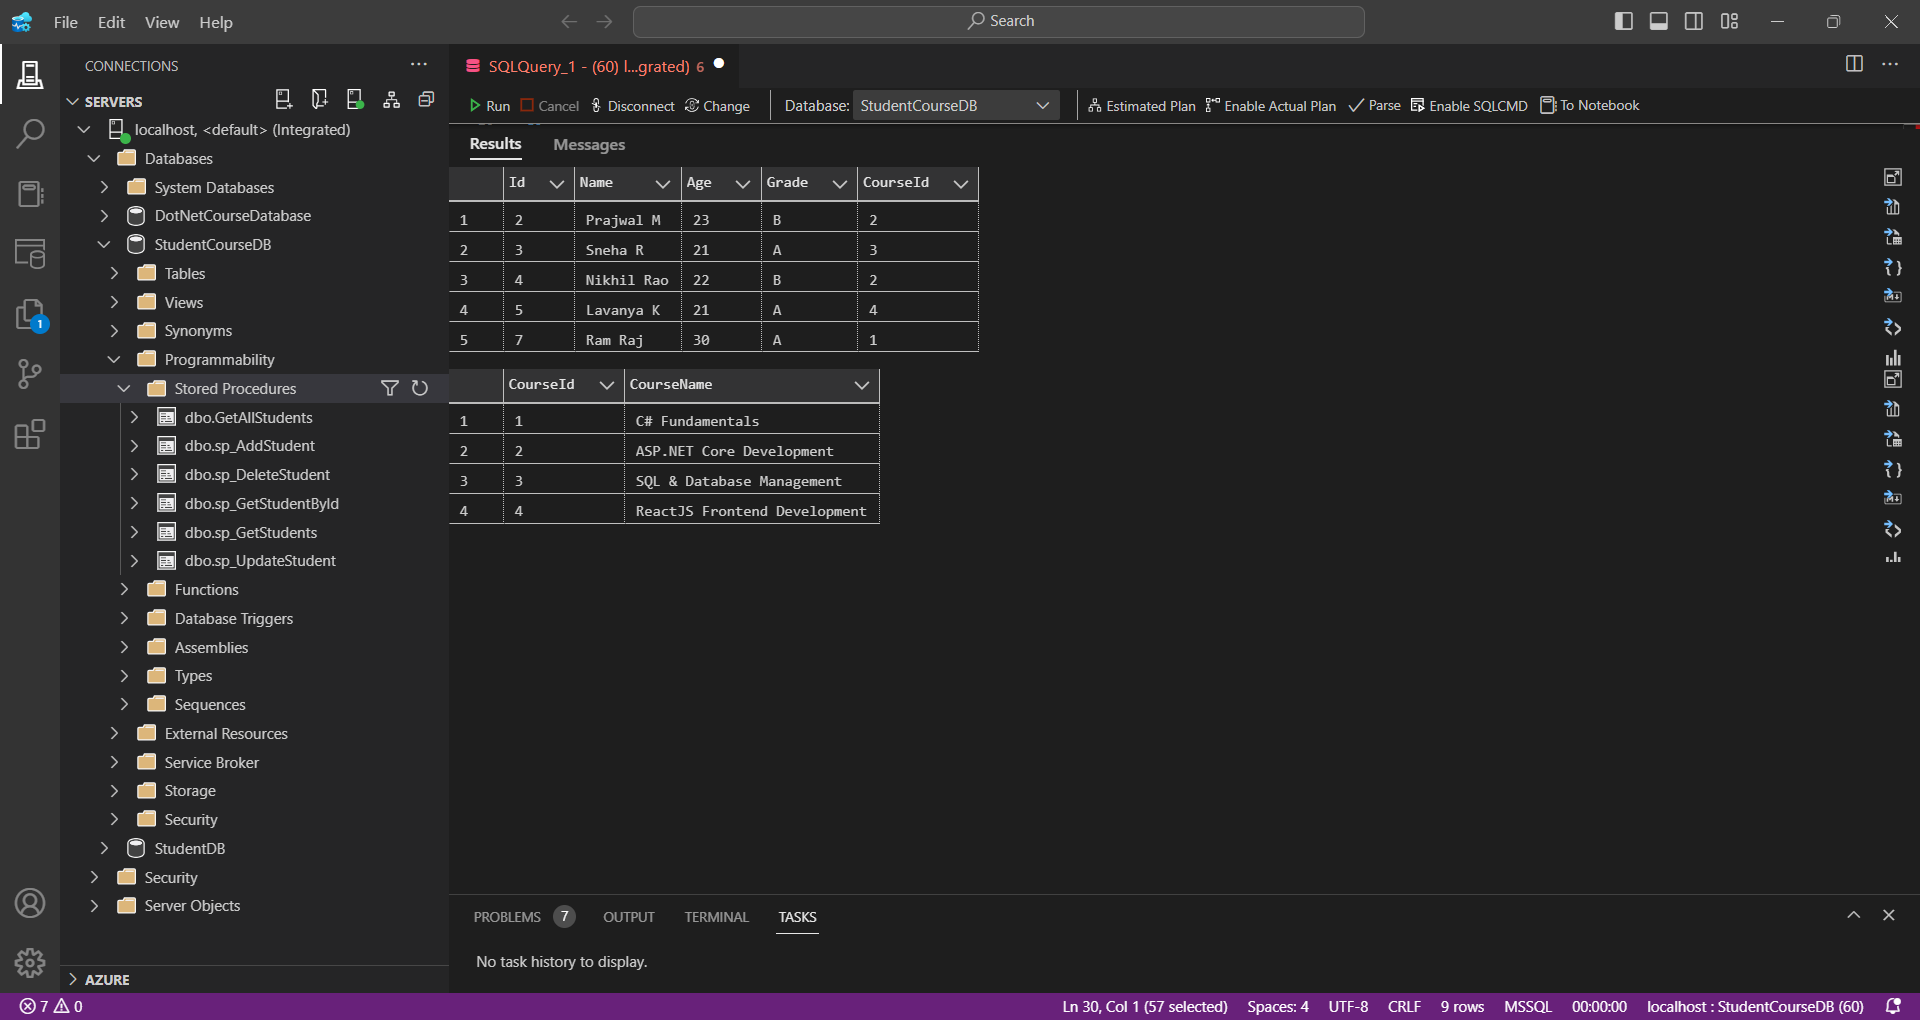 File Edit View Help
Search
CONNECTIONS
SERVERS
localhost, <default> (Integrated)
Databases
System Databases
DotNetCourseDatabase
StudentCourseDB
Tables
Views
Synonyms
Programmability
Stored Procedures
dbo.GetAllStudents
dbo.sp_AddStudent
dbo.sp_DeleteStudent
dbo.sp_GetStudentById
dbo.sp_GetStudents
dbo.sp_UpdateStudent
Functions
Database Triggers
Assemblies
Types
Sequences
External Resources
Service Broker
Storage
Security
StudentDB
Security
Server Objects
AZURE
1
SQLQuery_1 - (60) l...grated) 6
Run Cancel Disconnect Change Database: StudentCourseDB Estimated Plan Enable Actual Plan Parse Enable SQLCMD To Notebook
Results Messages
Id Name Age Grade CourseId
1 2 Prajwal M 23 B 2
2 3 Sneha R 21 A 3
3 4 Nikhil Rao 22 B 2
4 5 Lavanya K 21 A 4
5 7 Ram Raj 30 A 1
CourseId CourseName
1 1 C# Fundamentals
2 2 ASP.NET Core Development
3 3 SQL & Database Management
4 4 ReactJS Frontend Development
PROBLEMS 7 OUTPUT TERMINAL TASKS
No task history to display.
7 0 Ln 30, Col 1 (57 selected) Spaces: 4 UTF-8 CRLF 9 rows MSSQL 00:00:00 localhost : StudentCourseDB (60)